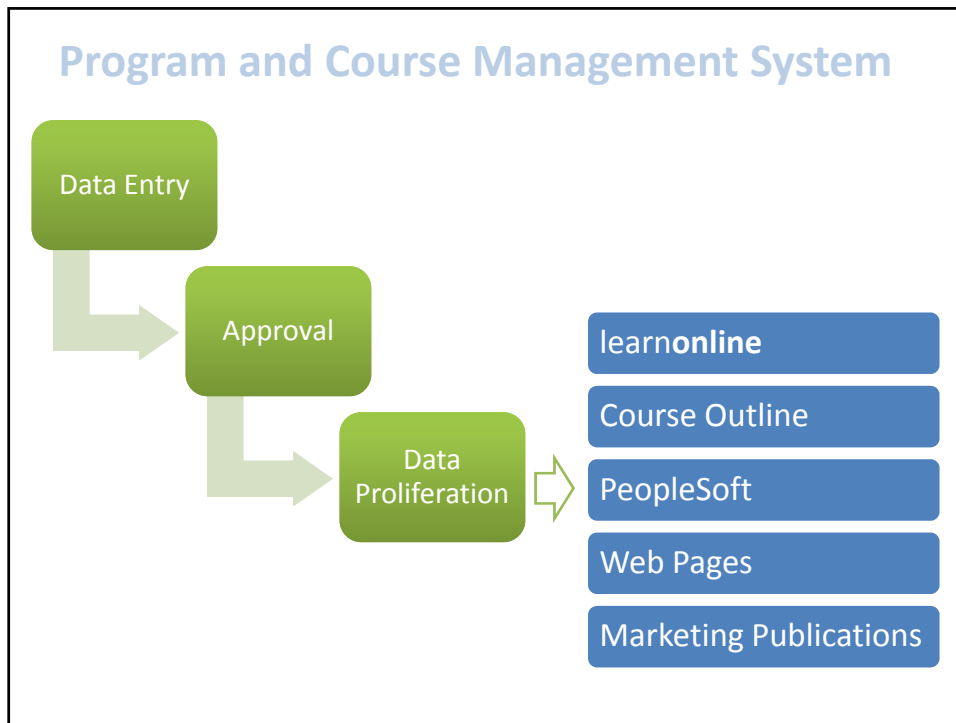 Program and Course Management System
Data Entry
Approval
Data
Proliferation
learnonline
Course Outline
PeopleSoft
Web Pages
Marketing Publications